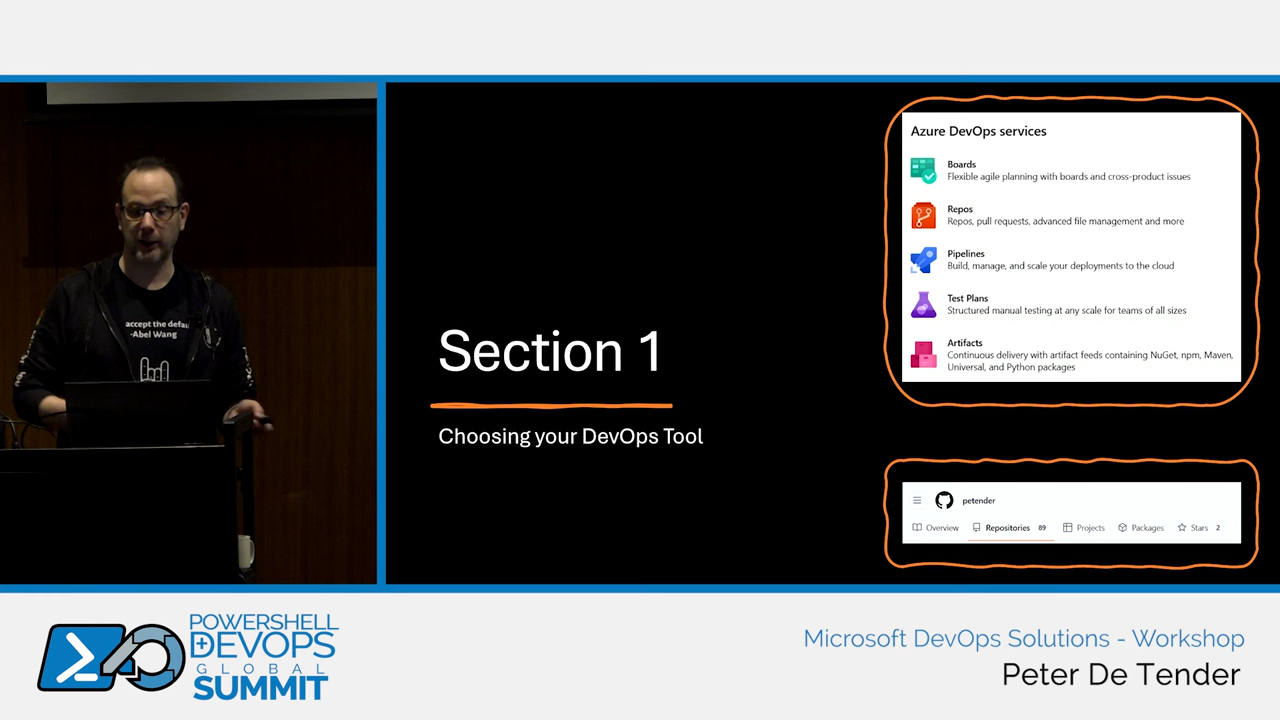 accept the defau
-Abel Wang
Section 1
Choosing your DevOps Tool
Azure DevOps services
Boards
Flexible agile planning with boards and cross-product issues
Repos
Repos, pull requests, advanced file management and more
Pipelines
Build, manage, and scale your deployments to the cloud
Test Plans
Structured manual testing at any scale for teams of all sizes
Artifacts
Continuous delivery with artifact feeds containing NuGet, npm, Maven,
Universal, and Python packages
petender
Overview Repositories 89 Projects Packages Stars 2
POWERSHELL
+DEVOPS
GLOBAL
SUMMIT
Microsoft DevOps Solutions - Workshop
Peter De Tender